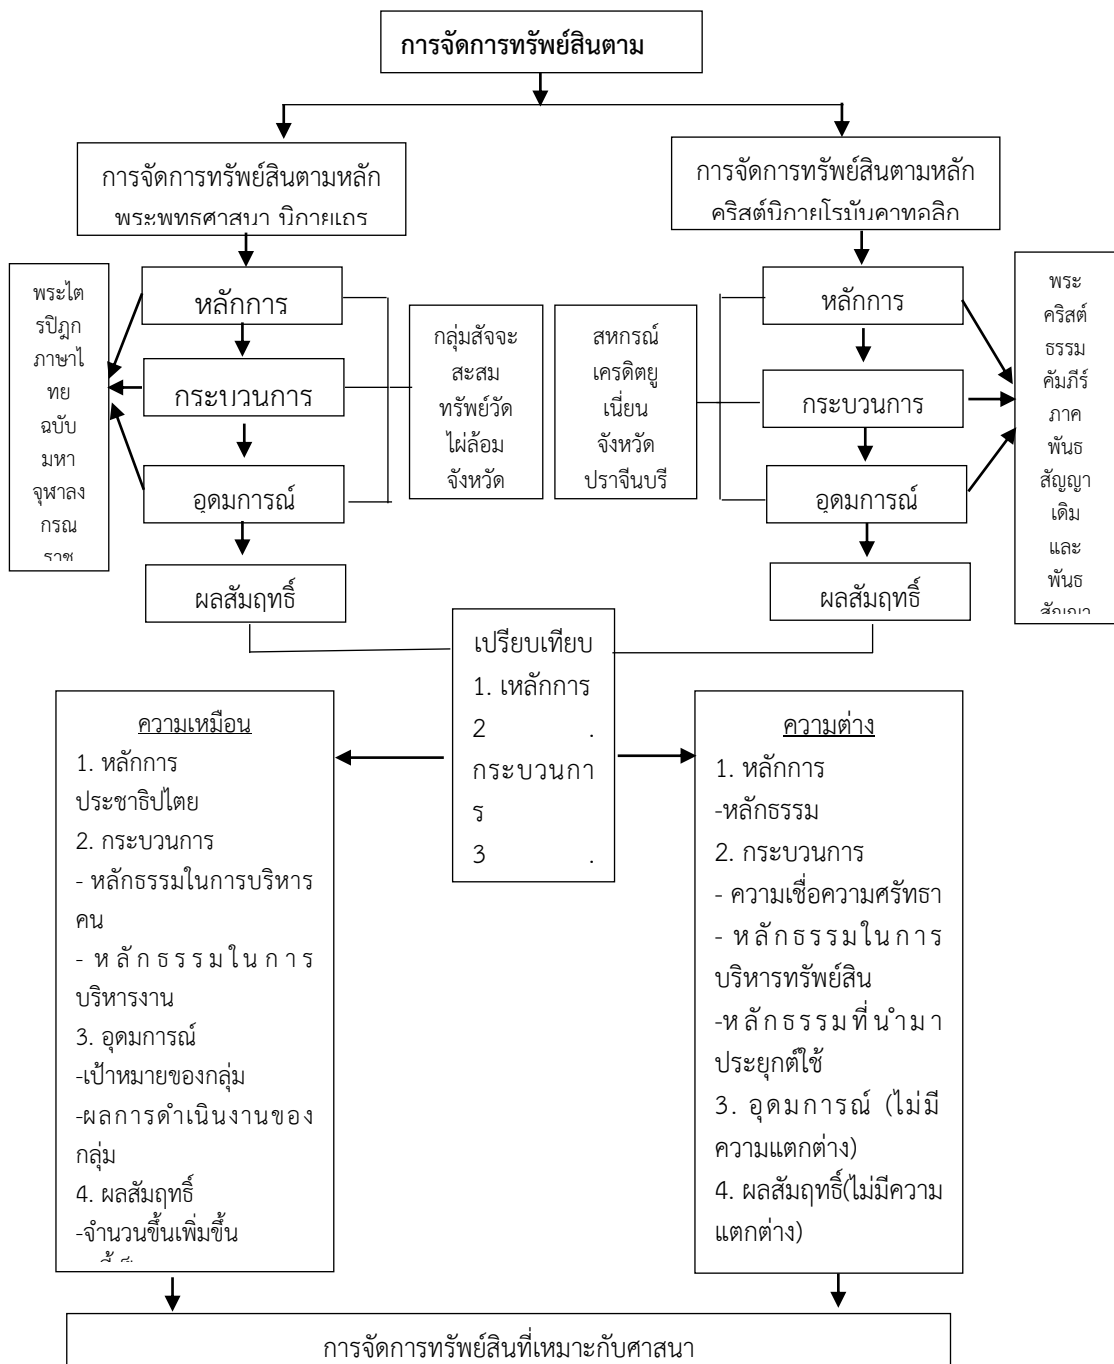 การจัดการทรัพย์สินตาม
การจัดการทรัพย์สินตามหลัก
พระพุทธศาสนา นิกายเถร
การจัดการทรัพย์สินตามหลัก
คริสต์นิกายโรมันคาทอลิก
พระไต
รปิฎก
ภาษาไ
ทย
ฉบับ
มหา
จุฬาลง
กรณ
ราช
หลักการ
กระบวนการ
อุดมการณ์
ผลสัมฤทธิ์
กลุ่มสัจจะ
สะสม
ทรัพย์วัด
ไผ่ล้อม
จังหวัด
สหกรณ์
เครดิตยู
เนี่ยน
จังหวัด
ปราจีนบุรี
หลักการ
กระบวนการ
อุดมการณ์
ผลสัมฤทธิ์
พระ
คริสต์
ธรรม
คัมภีร์
ภาค
พันธ
สัญญา
เดิม
และ
พันธ
สัญญา
เปรียบเทียบ
1. เหลักการ
2 .
กระบวนกา
ร
3 .
ความเหมือน
1. หลักการ
ประชาธิปไตย
2. กระบวนการ
- หลักธรรมในการบริหาร
คน
- หลักธรรมในการ
บริหารงาน
3. อุดมการณ์
-เป้าหมายของกลุ่ม
-ผลการดำเนินงานของ
กลุ่ม
4. ผลสัมฤทธิ์
-จำนวนขึ้นเพิ่มขึ้น
ความต่าง
1. หลักการ
-หลักธรรม
2. กระบวนการ
- ความเชื่อความศรัทธา
- หลักธรรมในการ
บริหารทรัพย์สิน
-หลักธรรมที่นำมา
ประยุกต์ใช้
3. อุดมการณ์ (ไม่มี
ความแตกต่าง)
4. ผลสัมฤทธิ์(ไม่มีความ
แตกต่าง)
การจัดการทรัพย์สินที่เหมาะกับศาสนา